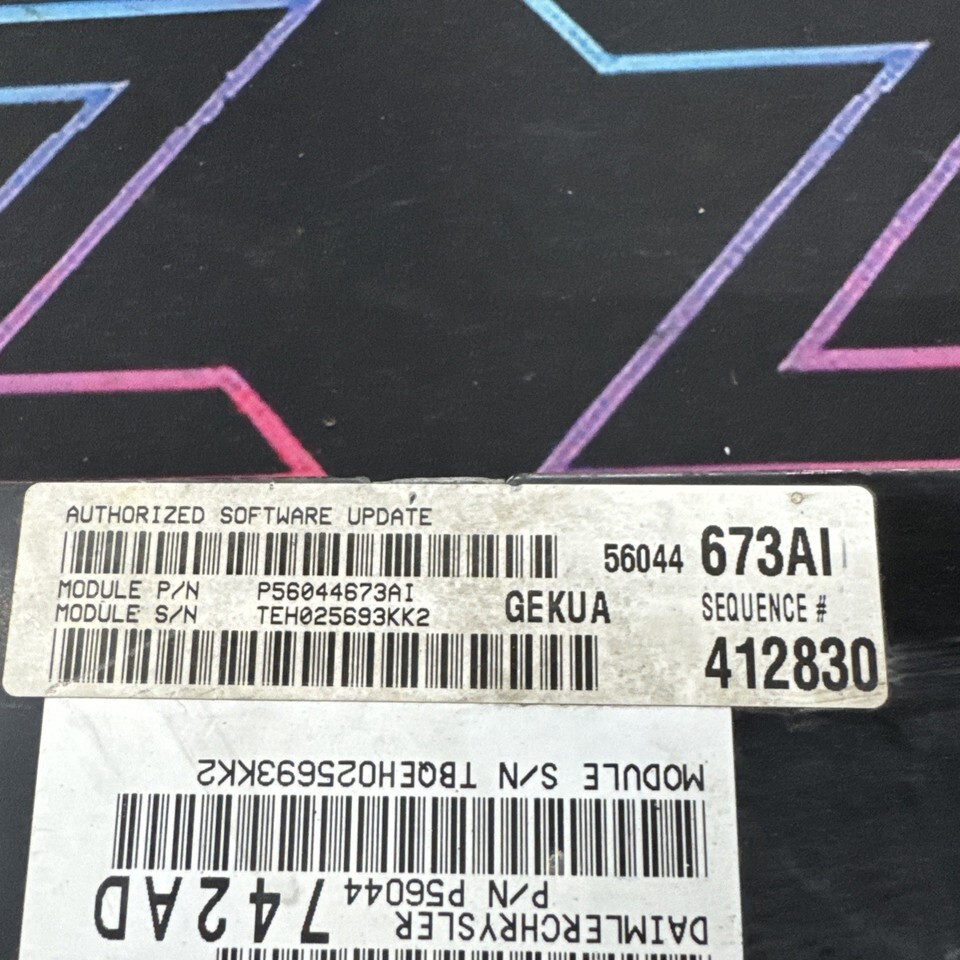 AUTHORIZED SOFTWARE UPDATE
56044 673AI
MODULE P/N P56044673AI
MODULE S/N TEH025693KK2
GEKUA
SEQUENCE #
412830
DAIMLERCHRYSLER
P/N P56044 742AD
MODULE S/N TBQEH025693KK2